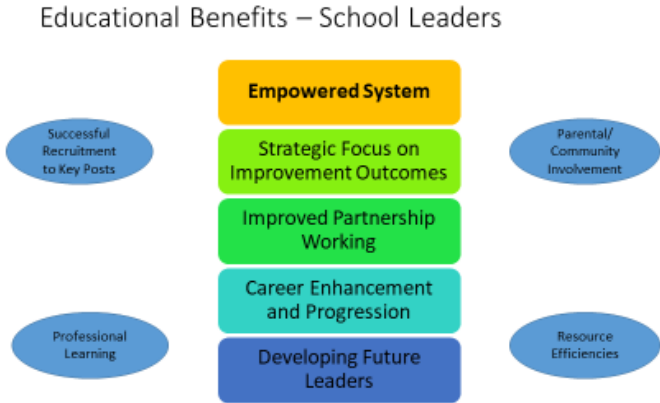 Educational Benefits – School Leaders
Empowered System
Successful
Recruitment
to Key Posts
Strategic Focus on
Improvement Outcomes
Parental/
Community
Involvement
Improved Partnership
Working
Career Enhancement
and Progression
Professional
Learning
Developing Future
Leaders
Resource
Efficiencies